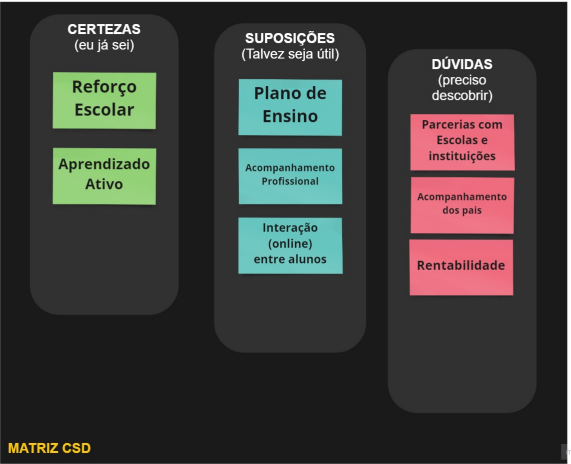 CERTEZAS
(eu já sei)
Reforço
Escolar
Aprendizado
Ativo
SUPOSIÇÕES
(Talvez seja útil)
Plano de
Ensino
Acompanhamento
Profissional
Interação
(online)
entre alunos
DÚVIDAS
(preciso
descobrir)
Parcerias com
Escolas e
instituições
Acompanhamento
dos pais
Rentabilidade
MATRIZ CSD